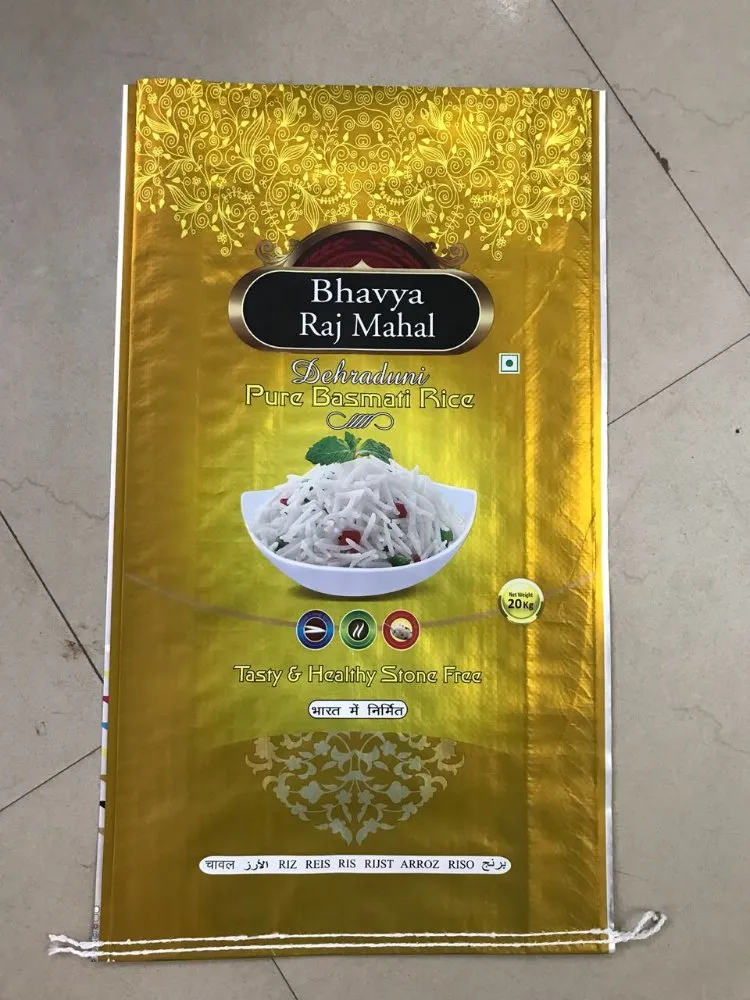 Bhavya
Raj Mahal
Dehraduni
Pure Basmati Rice
Net Weight
20Kg
Tasty & Healthy Stone Free
भारत में निर्मित
चावल الأرز RIZ REIS RIS RIJST ARROZ RISO برنج